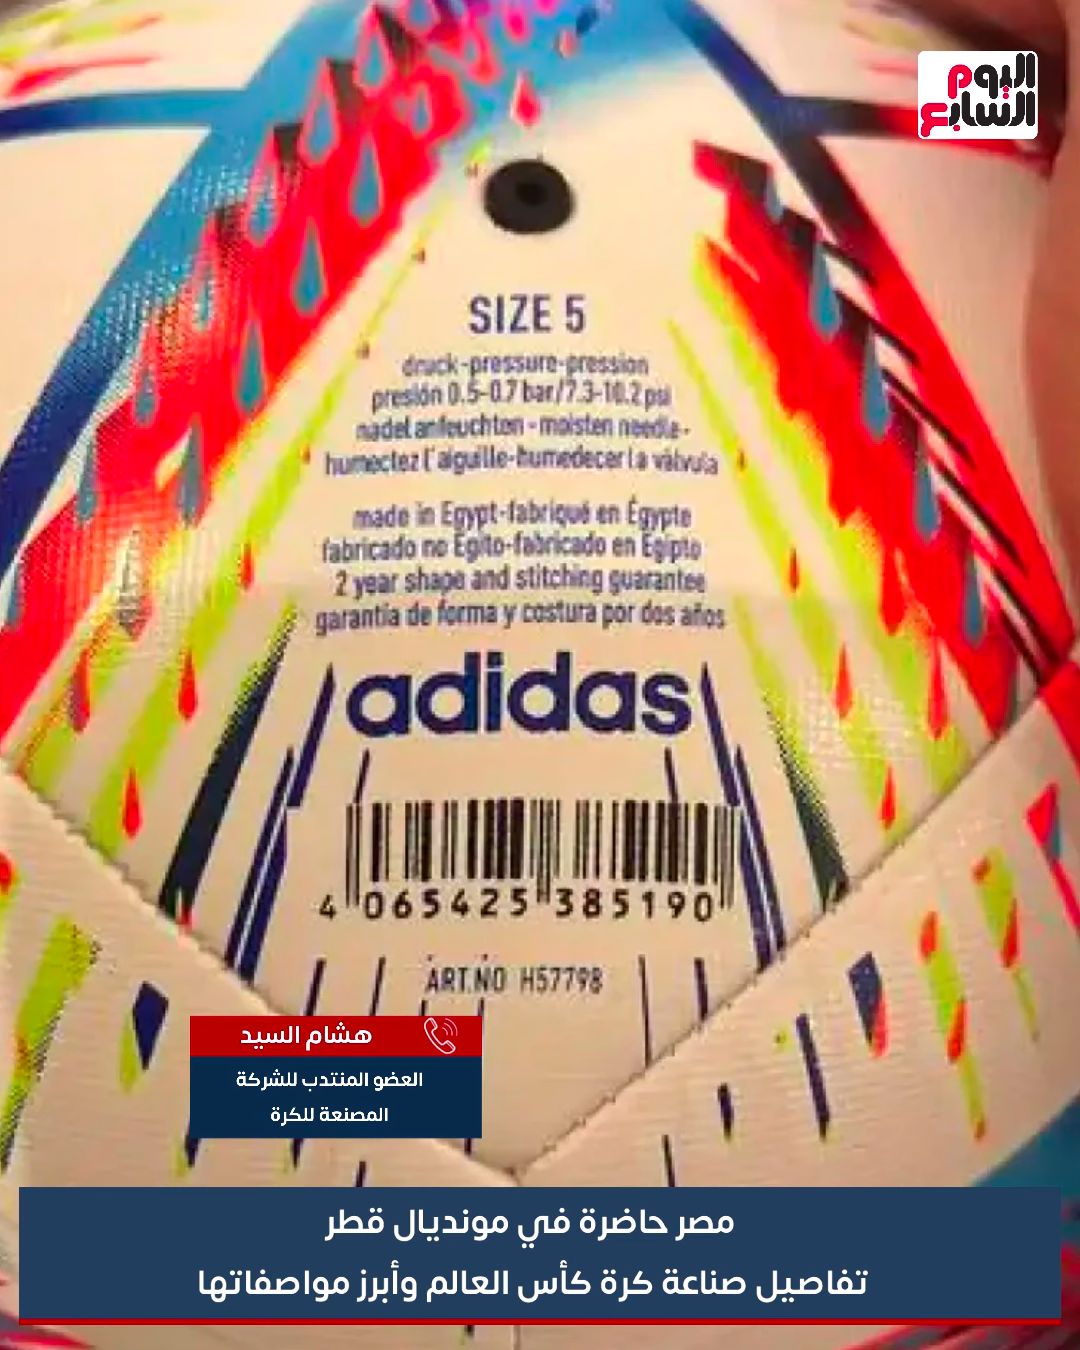 اليوم
السابع
SIZE 5
druck-pressure-pression
presión 0.5-0.7 bar/7.3-10.2 psi
nadel anfeuchten-moisten needle-
humectez l'aiguille-humedecer la válvula
made in Egypt-fabriqué en Égypte
fabricado no Egito-fabricado en Egipto
2 year shape and stitching guarantee
garantía de forma y costura por dos años
adidas
4 065425 385190
ART.NO H57798
هشام السيد
العضو المنتدب للشركة
المصنعة للكرة
مصر حاضرة في مونديال قطر
تفاصيل صناعة كرة كأس العالم وأبرز مواصفاتها